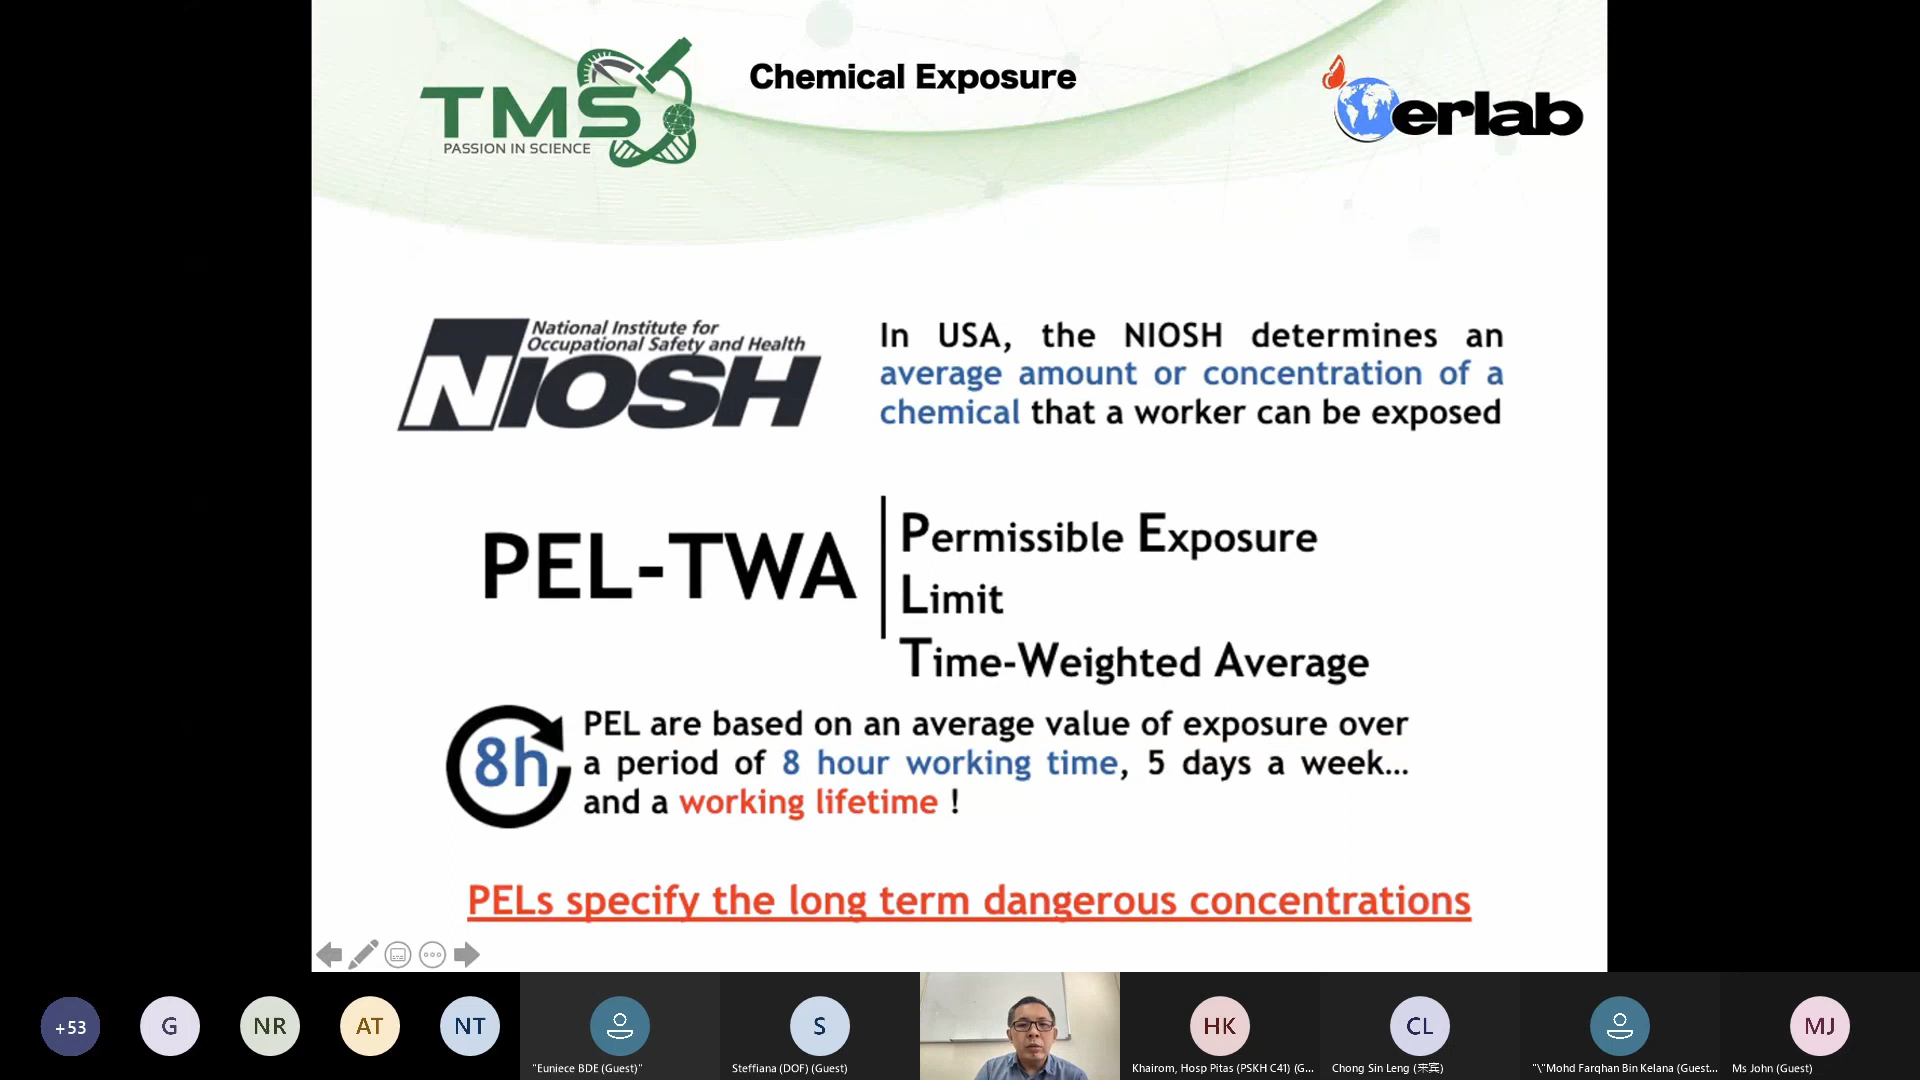 TMS
PASSION IN SCIENCE
Chemical Exposure
erlab
National Institute for
Occupational Safety and Health
NIOSH
In USA, the NIOSH determines an
average amount or concentration of a
chemical that a worker can be exposed
PEL-TWA
Permissible Exposure
Limit
Time-Weighted Average
8h
PEL are based on an average value of exposure over
a period of 8 hour working time, 5 days a week...
and a working lifetime !
PELs specify the long term dangerous concentrations
+53
G
NR
AT
NT
"Euniece BDE (Guest)"
S
Steffiana (DOF) (Guest)
HK
Khairom, Hosp Pitas (PSKH C41) (G...
CL
Chong Sin Leng (宋宾)
"\"Mohd Farqhan Bin Kelana (Guest...
MJ
Ms John (Guest)